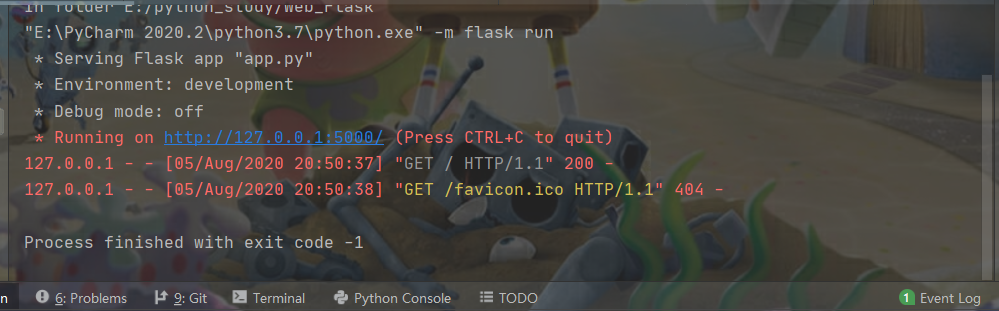 in folder E:/python_study/Web_Flask
"E:\PyCharm 2020.2\python3.7\python.exe" -m flask run
* Serving Flask app "app.py"
* Environment: development
* Debug mode: off
* Running on http://127.0.0.1:5000/ (Press CTRL+C to quit)
127.0.0.1 - - [05/Aug/2020 20:50:37] "GET / HTTP/1.1" 200 -
127.0.0.1 - - [05/Aug/2020 20:50:38] "GET /favicon.ico HTTP/1.1" 404 -
Process finished with exit code -1
n 6: Problems 9: Git Terminal Python Console TODO 1 Event Log